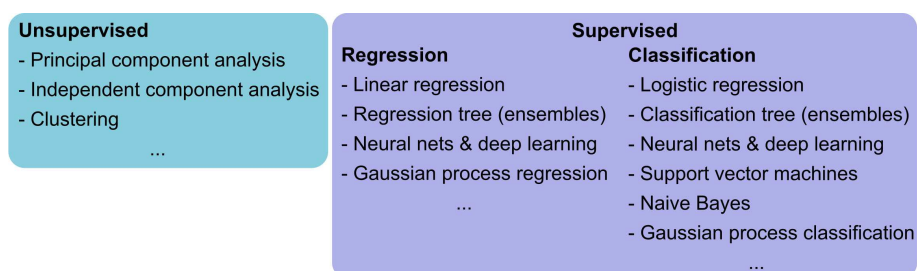 Unsupervised
- Principal component analysis
- Independent component analysis
- Clustering
...
Supervised
Regression
- Linear regression
- Regression tree (ensembles)
- Neural nets & deep learning
- Gaussian process regression
...
Classification
- Logistic regression
- Classification tree (ensembles)
- Neural nets & deep learning
- Support vector machines
- Naive Bayes
- Gaussian process classification
...